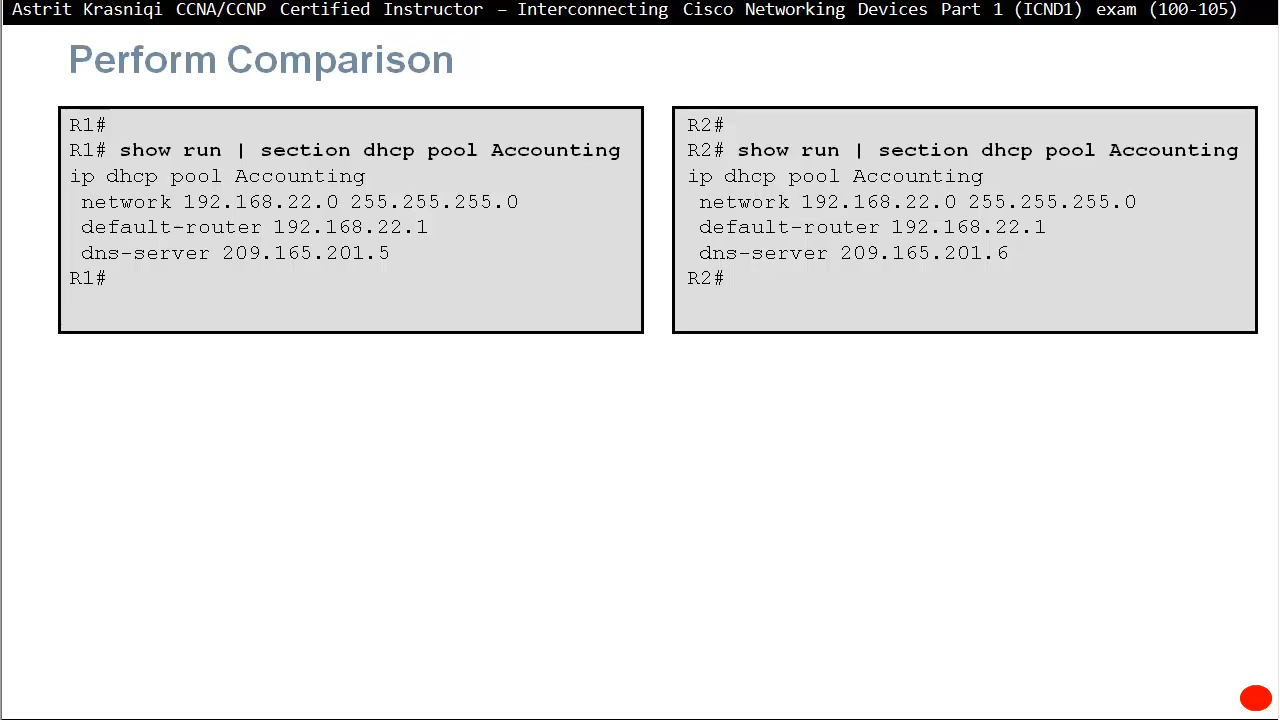 Astrit Krasniqi CCNA/CCNP Certified Instructor – Interconnecting Cisco Networking Devices Part 1 (ICND1) exam (100-105)
Perform Comparison
R1#
R1# show run | section dhcp pool Accounting
ip dhcp pool Accounting
network 192.168.22.0 255.255.255.0
default-router 192.168.22.1
dns-server 209.165.201.5
R1#
R2#
R2# show run | section dhcp pool Accounting
ip dhcp pool Accounting
network 192.168.22.0 255.255.255.0
default-router 192.168.22.1
dns-server 209.165.201.6
R2#